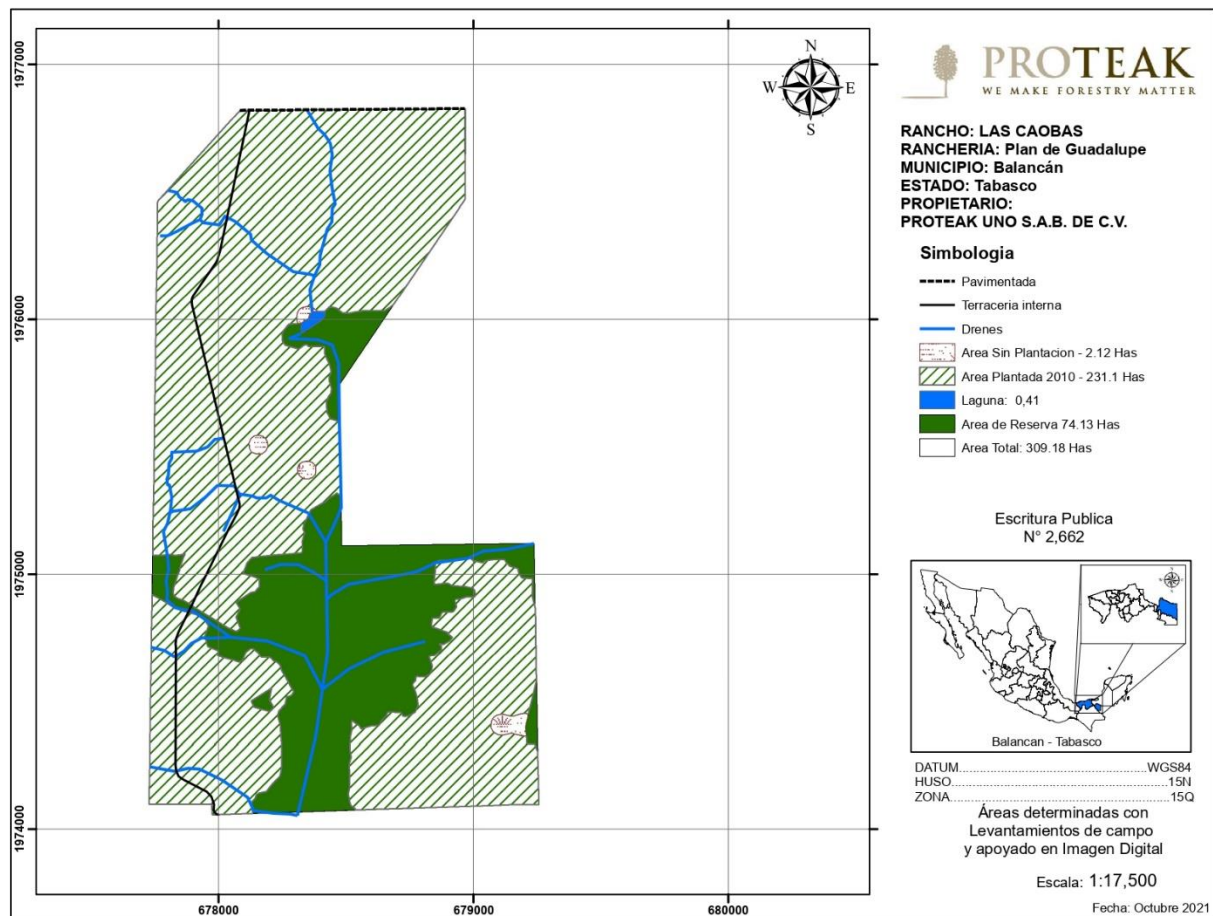 1977000
1976000
1975000
1974000
678000
679000
680000
N
W
E
S
PROTEAK
WE MAKE FORESTRY MATTER
RANCHO: LAS CAOBAS
RANCHERIA: Plan de Guadalupe
MUNICIPIO: Balancán
ESTADO: Tabasco
PROPIETARIO:
PROTEAK UNO S.A.B. DE C.V.
Simbologia
Pavimentada
Terraceria interna
Drenes
Area Sin Plantacion - 2.12 Has
Area Plantada 2010 - 231.1 Has
Laguna: 0,41
Area de Reserva 74.13 Has
Area Total: 309.18 Has
Escritura Publica
N° 2,662
Balancan - Tabasco
DATUM..................................................WGS84
HUSO........................................................15N
ZONA........................................................15Q
Áreas determinadas con
Levantamientos de campo
y apoyado en Imagen Digital
Escala: 1:17,500
Fecha: Octubre 2021